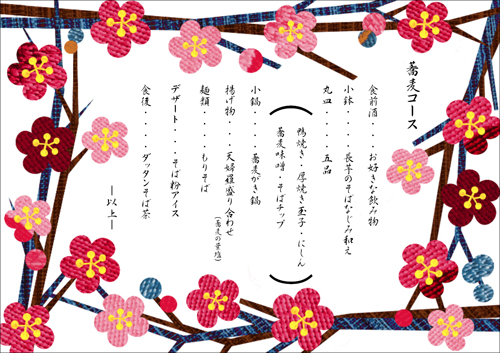 蕎麦コース
食前酒・・・お好きな飲み物
小鉢・・・・長芋のそばなじみ和え
丸皿・・・・五品
（鴨焼き・厚焼き玉子・にしん
蕎麦味噌・そばチップ）
小鍋・・・・蕎麦がき鍋
揚げ物・・・天婦羅盛り合わせ
（蕎麦の実塩）
麺類・・・・もりそば
デザート・・・そば粉アイス
食後・・・・ダッタンそば茶
―以上―